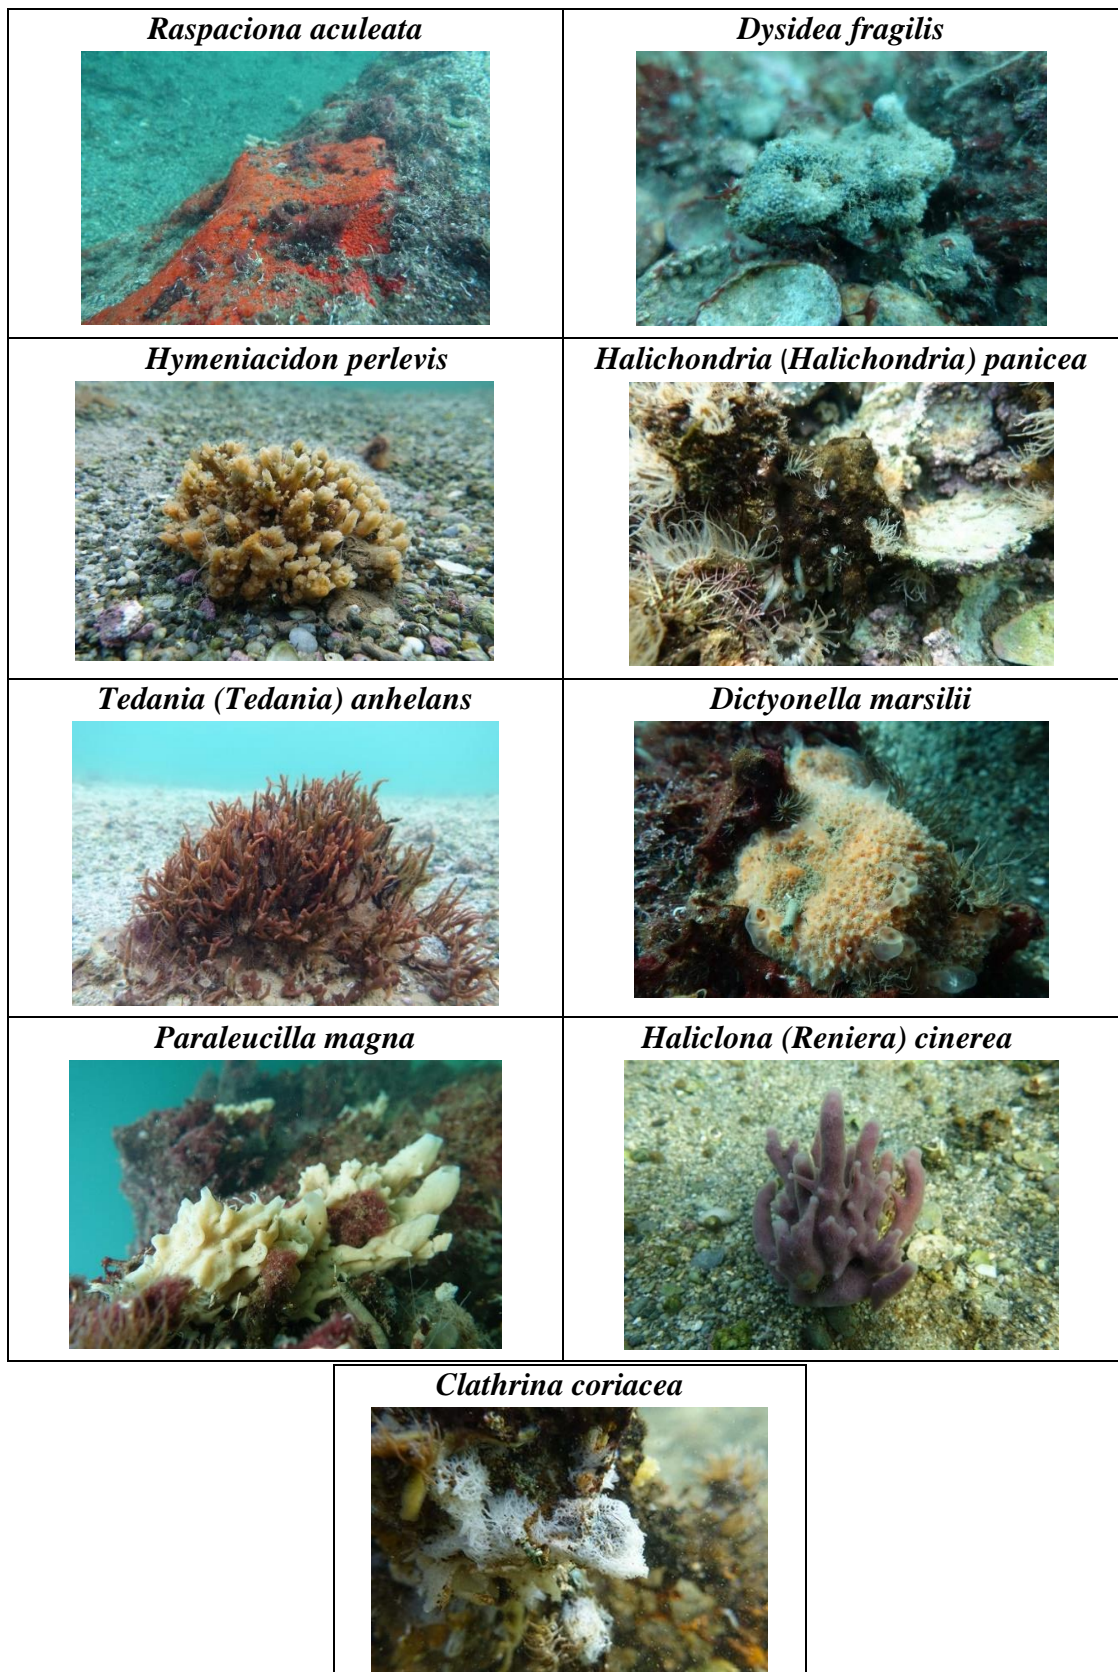 Raspaciona aculeata
Dysidea fragilis
Hymeniacidon perlevis
Halichondria (Halichondria) panicea
Tedania (Tedania) anhelans
Dictyonella marsilii
Paraleucilla magna
Haliclona (Reniera) cinerea
Clathrina coriacea